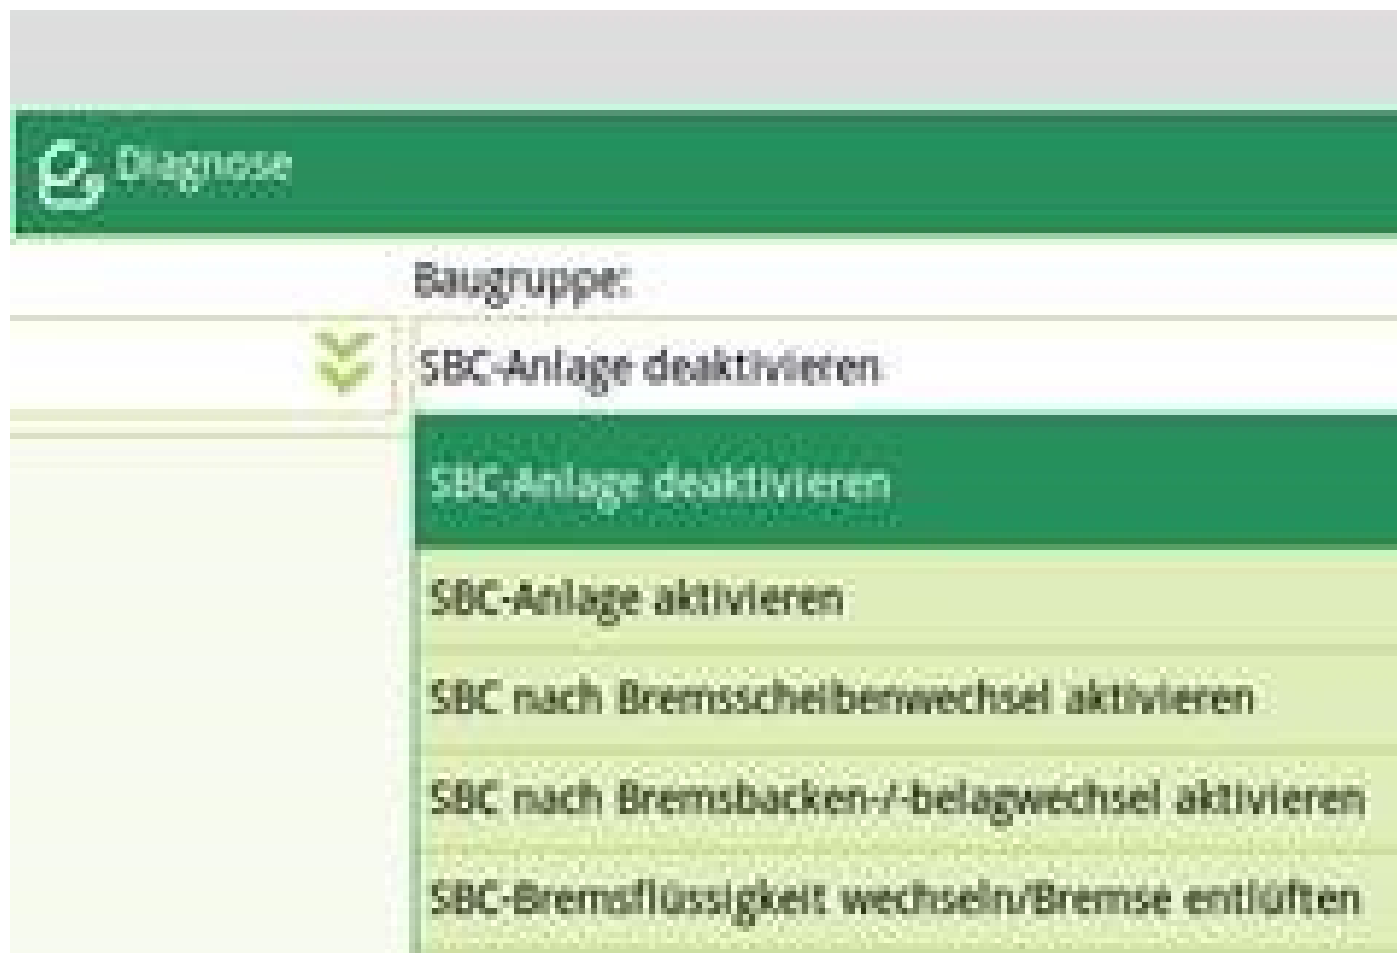 Diagnose
Baugruppe:
SBC-Anlage deaktivieren
SBC-Anlage deaktivieren
SBC-Anlage aktivieren
SBC nach Bremsscheibenwechsel aktivieren
SBC nach Bremsbacken-/-belagwechsel aktivieren
SBC-Bremsflüssigkeit wechseln/Bremse entlüften